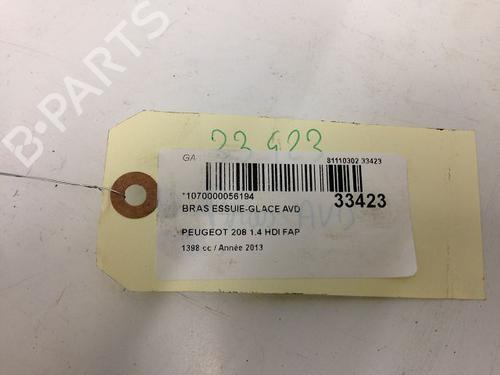 B-PARTS
33423
GA
81110302 33423
*1070000056194
33423
BRAS ESSUIE-GLACE AVD
PEUGEOT 208 1.4 HDI FAP
1398 cc / Année 2013